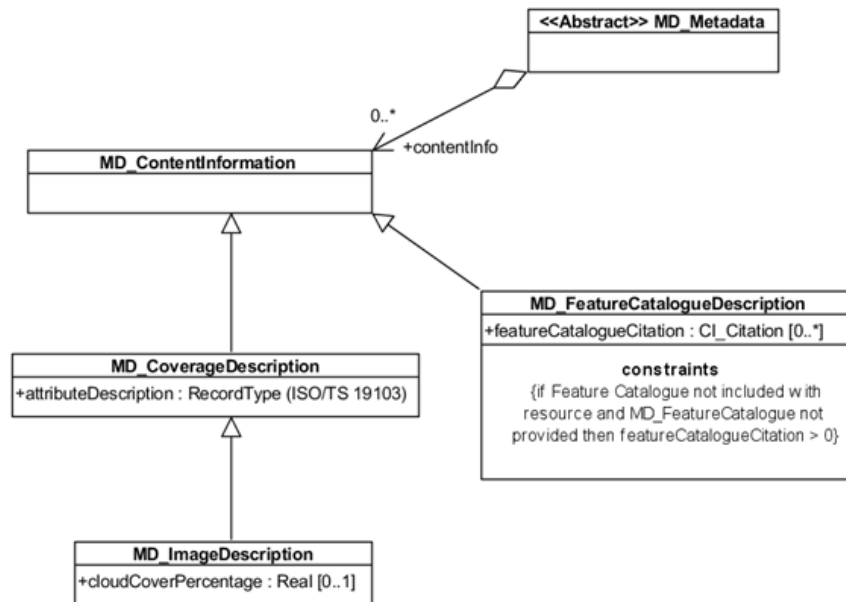 <<Abstract>> MD_Metadata
0..*
+contentInfo
MD_ContentInformation
MD_FeatureCatalogueDescription
+featureCatalogueCitation : CI_Citation [0..*]
constraints
{if Feature Catalogue not included with
resource and MD_FeatureCatalogue not
provided then featureCatalogueCitation > 0}
MD_CoverageDescription
+attributeDescription : RecordType (ISO/TS 19103)
MD_ImageDescription
+cloudCoverPercentage : Real [0..1]